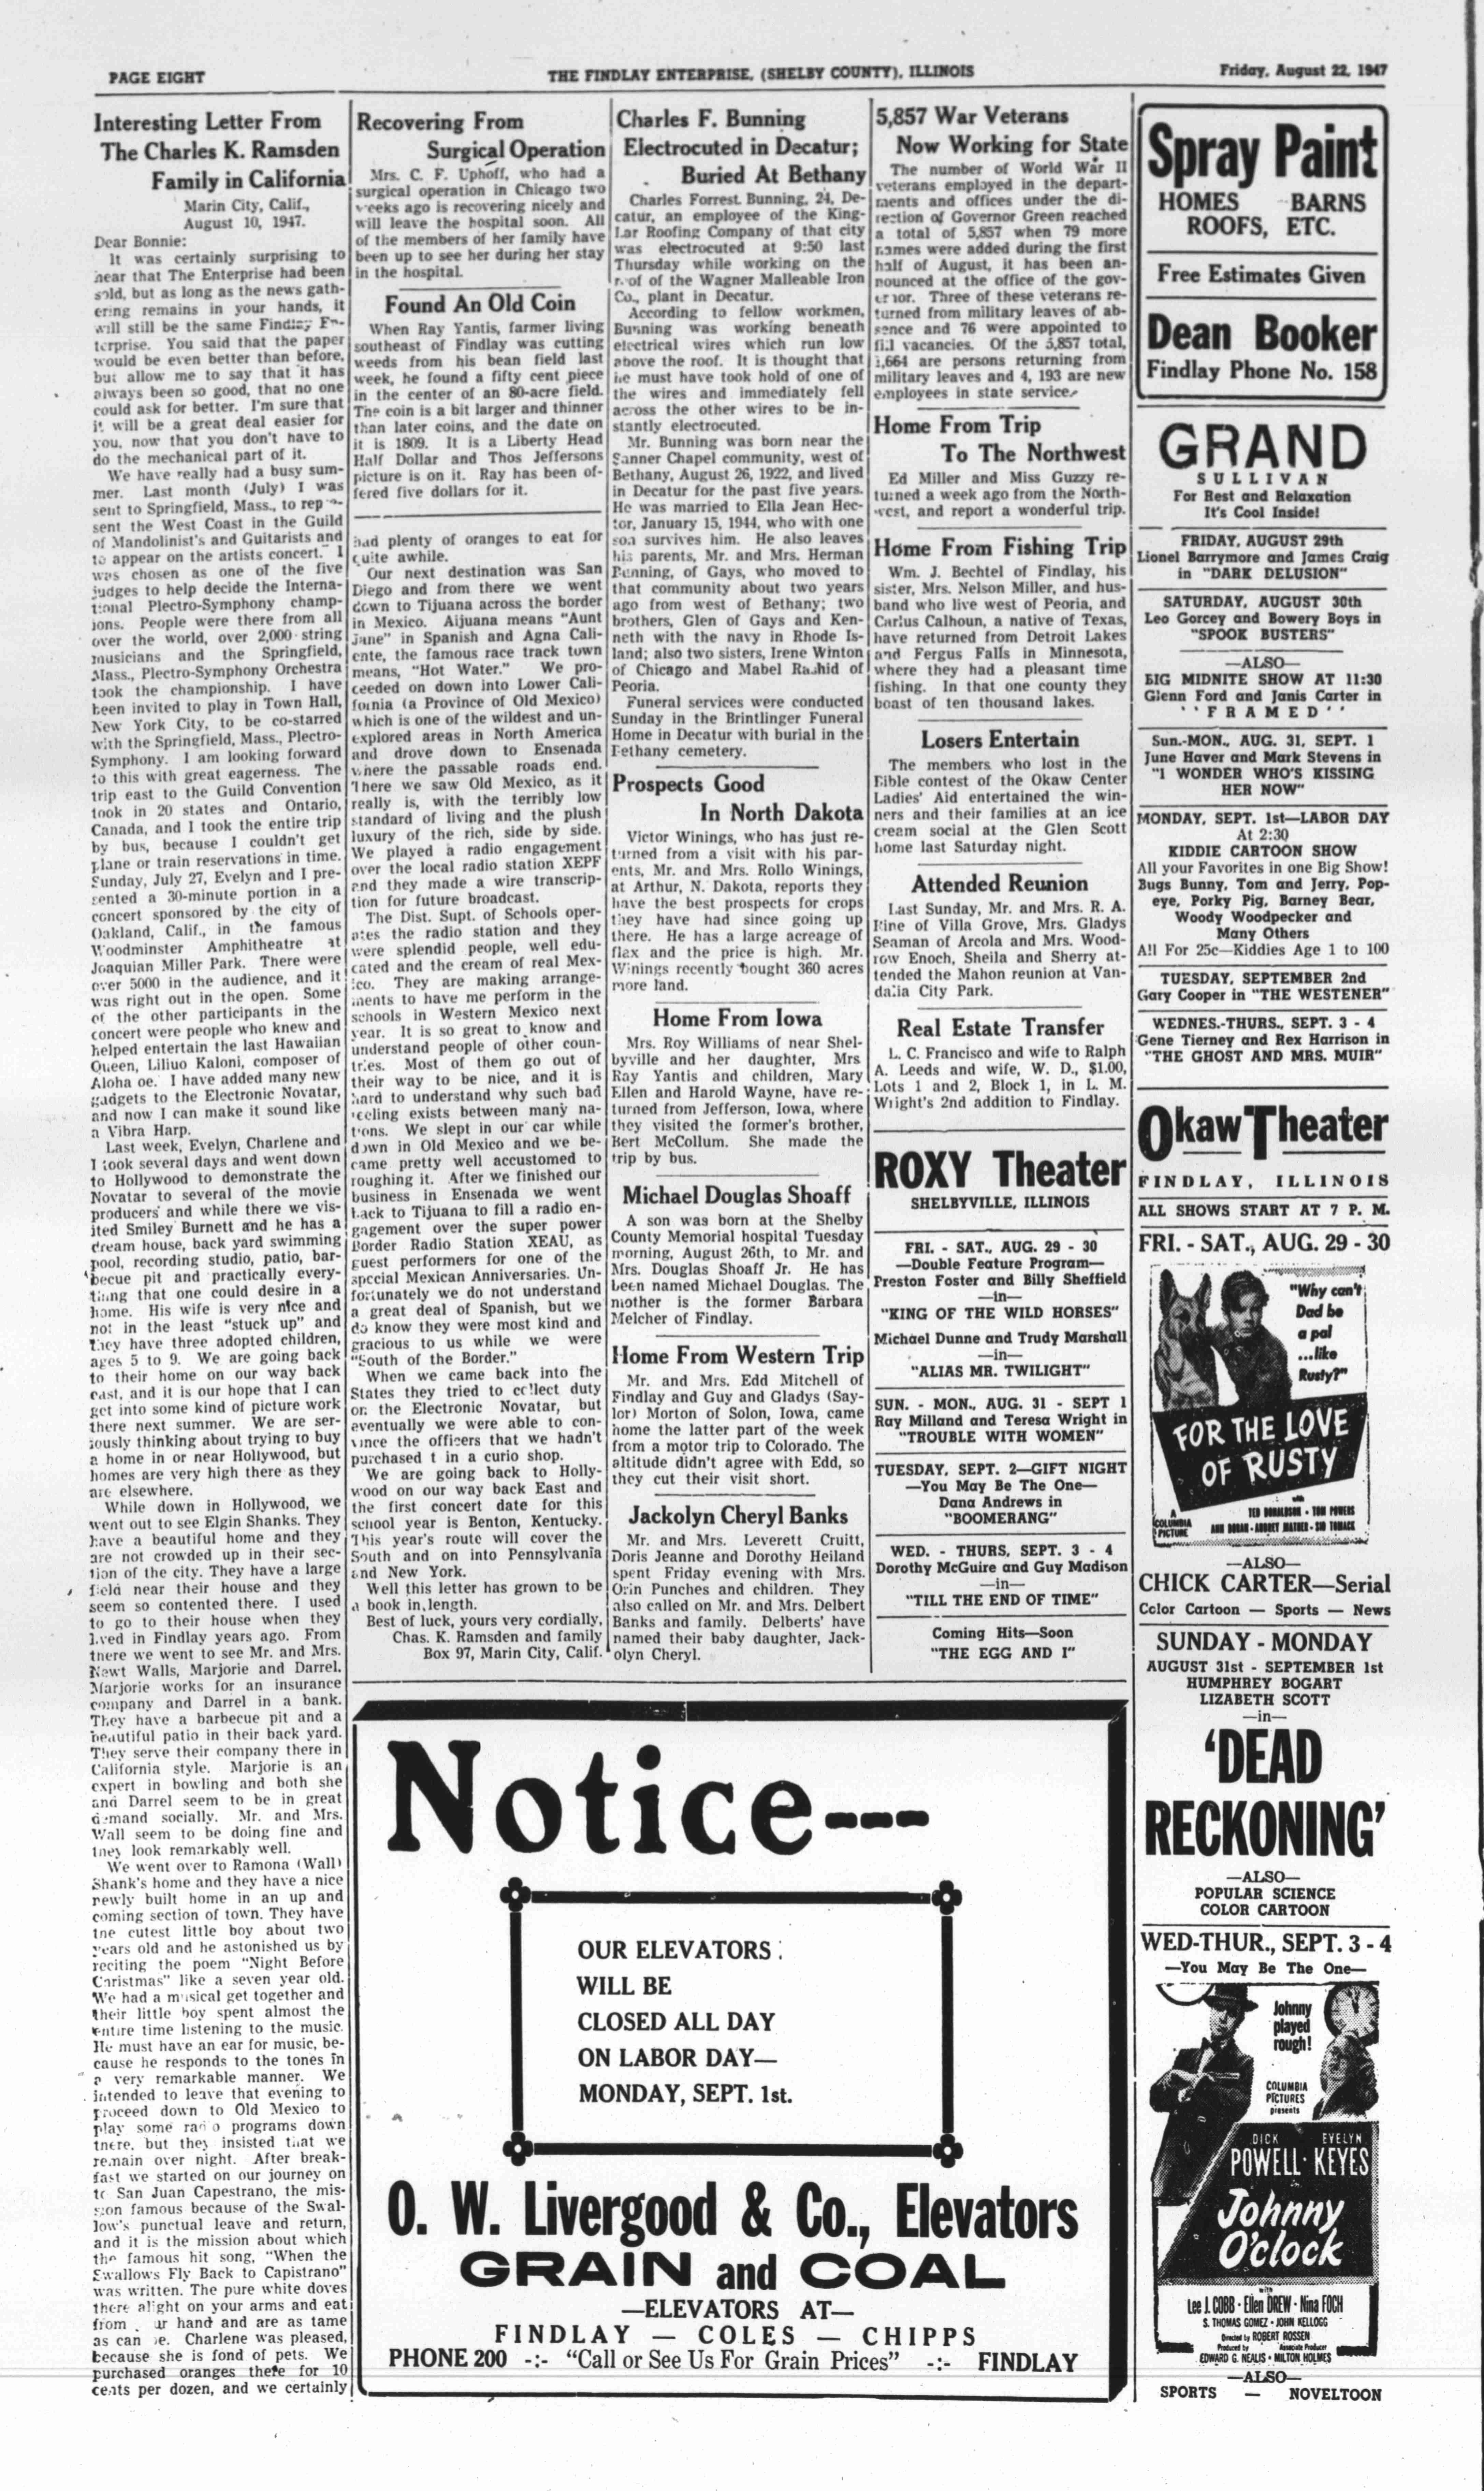 PAGE EIGHT
THE FINDLAY ENTERPRISE, (SHELBY COUNTY), ILLINOIS
Friday, August 22, 1947
Interesting Letter From
The Charles K. Ramsden
Family in California
Marin City, Calif.,
August 10, 1947.
Dear Bonnie:
It was certainly surprising to
hear that The Enterprise had been
sold, but as long as the news gath-
ering remains in your hands, it
will still be the same Findlay En-
terprise. You said that the paper
would be even better than before,
but allow me to say that it has
always been so good, that no one
could ask for better. I'm sure that
it will be a great deal easier for
you, now that you don't have to
do the mechanical part of it.
We have really had a busy sum-
mer. Last month (July) I was
sent to Springfield, Mass., to repre-
sent the West Coast in the Guild
of Mandolinist's and Guitarists and
to appear on the artists concert. I
was chosen as one of the five
judges to help decide the Interna-
tional Plectro-Symphony champ-
ions. People were there from all
over the world, over 2,000 string
musicians and the Springfield,
Mass., Plectro-Symphony Orchestra
took the championship. I have
been invited to play in Town Hall,
New York City, to be co-starred
with the Springfield, Mass., Plectro-
Symphony. I am looking forward
to this with great eagerness. The
trip east to the Guild Convention
took in 20 states and Ontario,
Canada, and I took the entire trip
by bus, because I couldn't get
plane or train reservations in time.
Sunday, July 27, Evelyn and I pre-
sented a 30-minute portion in a
concert sponsored by the city of
Oakland, Calif., in the famous
Woodminster Amphitheatre at
Joaquian Miller Park. There were
over 5000 in the audience, and it
was right out in the open. Some
of the other participants in the
concert were people who knew and
helped entertain the last Hawaiian
Queen, Liliuo Kaloni, composer of
Aloha oe. I have added many new
gadgets to the Electronic Novatar,
and now I can make it sound like
a Vibra Harp.
Last week, Evelyn, Charlene and
I took several days and went down
to Hollywood to demonstrate the
Novatar to several of the movie
producers and while there we vis-
ited Smiley Burnett and he has a
dream house, back yard swimming
pool, recording studio, patio, bar-
becue pit and practically every-
thing that one could desire in a
home. His wife is very nice and
not in the least "stuck up" and
they have three adopted children,
ages 5 to 9. We are going back
to their home on our way back
east, and it is our hope that I can
get into some kind of picture work
there next summer. We are ser-
iously thinking about trying to buy
a home in or near Hollywood, but
homes are very high there as they
are elsewhere.
While down in Hollywood, we
went out to see Elgin Shanks. They
have a beautiful home and they
are not crowded up in their sec-
tion of the city. They have a large
field near their house and they
seem so contented there. I used
to go to their house when they
lived in Findlay years ago. From
there we went to see Mr. and Mrs.
Newt Walls, Marjorie and Darrel.
Marjorie works for an insurance
company and Darrel in a bank.
They have a barbecue pit and a
beautiful patio in their back yard.
They serve their company there in
California style. Marjorie is an
expert in bowling and both she
and Darrel seem to be in great
demand socially. Mr. and Mrs.
Wall seem to be doing fine and
they look remarkably well.
We went over to Ramona (Wall)
Shank's home and they have a nice
newly built home in an up and
coming section of town. They have
the cutest little boy about two
years old and he astonished us by
reciting the poem "Night Before
Christmas" like a seven year old.
We had a musical get together and
their little boy spent almost the
entire time listening to the music.
He must have an ear for music, be-
cause he responds to the tones in
a very remarkable manner. We
intended to leave that evening to
proceed down to Old Mexico to
play some radio programs down
there, but they insisted that we
remain over night. After break-
fast we started on our journey on
to San Juan Capestrano, the mis-
sion famous because of the Swal-
low's punctual leave and return,
and it is the mission about which
the famous hit song, "When the
Swallows Fly Back to Capistrano"
was written. The pure white doves
there alight on your arms and eat
from ur hand and are as tame
as can be. Charlene was pleased,
because she is fond of pets. We
purchased oranges there for 10
cents per dozen, and we certainly
Recovering From
Surgical Operation
Mrs. C. F. Uphoff, who had a
surgical operation in Chicago two
weeks ago is recovering nicely and
will leave the hospital soon. All
of the members of her family have
been up to see her during her stay
in the hospital.
Found An Old Coin
When Ray Yantis, farmer living
southeast of Findlay was cutting
weeds from his bean field last
week, he found a fifty cent piece
in the center of an 80-acre field.
The coin is a bit larger and thinner
than later coins, and the date on
it is 1809. It is a Liberty Head
Half Dollar and Thos Jeffersons
picture is on it. Ray has been of-
fered five dollars for it.
had plenty of oranges to eat for
quite awhile.
Our next destination was San
Diego and from there we went
down to Tijuana across the border
in Mexico. Aijuana means "Aunt
Jane" in Spanish and Agna Cali-
ente, the famous race track town
means, "Hot Water." We pro-
ceeded on down into Lower Cali-
fornia (a Province of Old Mexico)
which is one of the wildest and un-
explored areas in North America
and drove down to Ensenada
where the passable roads end.
There we saw Old Mexico, as it
really is, with the terribly low
standard of living and the plush
luxury of the rich, side by side.
We played a radio engagement
over the local radio station XEPF
and they made a wire transcrip-
tion for future broadcast.
The Dist. Supt. of Schools oper-
ates the radio station and they
were splendid people, well edu-
cated and the cream of real Mex-
ico. They are making arrange-
ments to have me perform in the
schools in Western Mexico next
year. It is so great to know and
understand people of other coun-
tries. Most of them go out of
their way to be nice, and it is
hard to understand why such bad
feeling exists between many na-
tions. We slept in our car while
down in Old Mexico and we be-
came pretty well accustomed to
roughing it. After we finished our
business in Ensenada we went
back to Tijuana to fill a radio en-
gagement over the super power
Border Radio Station XEAU, as
guest performers for one of the
special Mexican Anniversaries. Un-
fortunately we do not understand
a great deal of Spanish, but we
do know they were most kind and
gracious to us while we were
"South of the Border."
When we came back into the
States they tried to collect duty
on the Electronic Novatar, but
eventually we were able to con-
vince the officers that we hadn't
purchased t in a curio shop.
We are going back to Holly-
wood on our way back East and
the first concert date for this
school year is Benton, Kentucky.
This year's route will cover the
South and on into Pennsylvania
and New York.
Well this letter has grown to be
a book in length.
Best of luck, yours very cordially,
Chas. K. Ramsden and family
Box 97, Marin City, Calif.
Charles F. Bunning
Electrocuted in Decatur;
Buried At Bethany
Charles Forrest Bunning, 24, De-
catur, an employee of the King-
Lar Roofing Company of that city
was electrocuted at 9:50 last
Thursday while working on the
roof of the Wagner Malleable Iron
Co., plant in Decatur.
According to fellow workmen,
Bunning was working beneath
electrical wires which run low
above the roof. It is thought that
he must have took hold of one of
the wires and immediately fell
across the other wires to be in-
stantly electrocuted.
Mr. Bunning was born near the
Sanner Chapel community, west of
Bethany, August 26, 1922, and lived
in Decatur for the past five years.
He was married to Ella Jean Hec-
tor, January 15, 1944, who with one
son survives him. He also leaves
his parents, Mr. and Mrs. Herman
Bunning, of Gays, who moved to
that community about two years
ago from west of Bethany; two
brothers, Glen of Gays and Ken-
neth with the navy in Rhode Is-
land; also two sisters, Irene Winton
of Chicago and Mabel Rashid of
Peoria.
Funeral services were conducted
Sunday in the Brintlinger Funeral
Home in Decatur with burial in the
Bethany cemetery.
Prospects Good
In North Dakota
Victor Winings, who has just re-
turned from a visit with his par-
ents, Mr. and Mrs. Rollo Winings,
at Arthur, N. Dakota, reports they
have the best prospects for crops
they have had since going up
there. He has a large acreage of
flax and the price is high. Mr.
Winings recently bought 360 acres
more land.
Home From Iowa
Mrs. Roy Williams of near Shel-
byville and her daughter, Mrs
Ray Yantis and children, Mary
Ellen and Harold Wayne, have re-
turned from Jefferson, Iowa, where
they visited the former's brother,
Bert McCollum. She made the
trip by bus.
Michael Douglas Shoaff
A son was born at the Shelby
County Memorial hospital Tuesday
morning, August 26th, to Mr. and
Mrs. Douglas Shoaff Jr. He has
been named Michael Douglas. The
mother is the former Barbara
Melcher of Findlay.
Home From Western Trip
Mr. and Mrs. Edd Mitchell of
Findlay and Guy and Gladys (Say-
lor) Morton of Solon, Iowa, came
home the latter part of the week
from a motor trip to Colorado. The
altitude didn't agree with Edd, so
they cut their visit short.
Jackolyn Cheryl Banks
Mr. and Mrs. Leverett Cruitt,
Doris Jeanne and Dorothy Heiland
spent Friday evening with Mrs.
Orin Punches and children. They
also called on Mr. and Mrs. Delbert
Banks and family. Delberts' have
named their baby daughter, Jack-
olyn Cheryl.
5,857 War Veterans
Now Working for State
The number of World War II
veterans employed in the depart-
ments and offices under the di-
rection of Governor Green reached
a total of 5,857 when 79 more
names were added during the first
half of August, it has been an-
nounced at the office of the gov-
ernor. Three of these veterans re-
turned from military leaves of ab-
sence and 76 were appointed to
fill vacancies. Of the 5,857 total,
1,664 are persons returning from
military leaves and 4, 193 are new
employees in state service.
Home From Trip
To The Northwest
Ed Miller and Miss Guzzy re-
turned a week ago from the North-
west, and report a wonderful trip.
Home From Fishing Trip
Wm. J. Bechtel of Findlay, his
sister, Mrs. Nelson Miller, and hus-
band who live west of Peoria, and
Carlus Calhoun, a native of Texas,
have returned from Detroit Lakes
and Fergus Falls in Minnesota,
where they had a pleasant time
fishing. In that one county they
boast of ten thousand lakes.
Losers Entertain
The members who lost in the
Bible contest of the Okaw Center
Ladies' Aid entertained the win-
ners and their families at an ice
cream social at the Glen Scott
home last Saturday night.
Attended Reunion
Last Sunday, Mr. and Mrs. R. A.
Pine of Villa Grove, Mrs. Gladys
Seaman of Arcola and Mrs. Wood-
row Enoch, Sheila and Sherry at-
tended the Mahon reunion at Van-
dalia City Park.
Real Estate Transfer
L. C. Francisco and wife to Ralph
A. Leeds and wife, W. D., $1.00,
Lots 1 and 2, Block 1, in L. M.
Wright's 2nd addition to Findlay.
ROXY Theater
SHELBYVILLE, ILLINOIS
FRI. - SAT., AUG. 29 - 30
—Double Feature Program—
Preston Foster and Billy Sheffield
—in—
"KING OF THE WILD HORSES"
Michael Dunne and Trudy Marshall
—in—
"ALIAS MR. TWILIGHT"
SUN. - MON., AUG. 31 - SEPT 1
Ray Milland and Teresa Wright in
"TROUBLE WITH WOMEN"
TUESDAY, SEPT. 2—GIFT NIGHT
—You May Be The One—
Dana Andrews in
"BOOMERANG"
WED. - THURS, SEPT. 3 - 4
Dorothy McGuire and Guy Madison
—in—
"TILL THE END OF TIME"
Coming Hits—Soon
"THE EGG AND I"
Notice---
OUR ELEVATORS
WILL BE
CLOSED ALL DAY
ON LABOR DAY—
MONDAY, SEPT. 1st.
O. W. Livergood & Co., Elevators
GRAIN and COAL
—ELEVATORS AT—
FINDLAY — COLES — CHIPPS
PHONE 200 -:- "Call or See Us For Grain Prices" -:- FINDLAY
Spray Paint
HOMES BARNS
ROOFS, ETC.
Free Estimates Given
Dean Booker
Findlay Phone No. 158
GRAND
SULLIVAN
For Rest and Relaxation
It's Cool Inside!
FRIDAY, AUGUST 29th
Lionel Barrymore and James Craig
in "DARK DELUSION"
SATURDAY, AUGUST 30th
Leo Gorcey and Bowery Boys in
"SPOOK BUSTERS"
—ALSO—
BIG MIDNITE SHOW AT 11:30
Glenn Ford and Janis Carter in
''FRAMED''
Sun.-MON., AUG. 31, SEPT. 1
June Haver and Mark Stevens in
"I WONDER WHO'S KISSING
HER NOW"
MONDAY, SEPT. 1st—LABOR DAY
At 2:30
KIDDIE CARTOON SHOW
All your Favorites in one Big Show!
Bugs Bunny, Tom and Jerry, Pop-
eye, Porky Pig, Barney Bear,
Woody Woodpecker and
Many Others
All For 25c—Kiddies Age 1 to 100
TUESDAY, SEPTEMBER 2nd
Gary Cooper in "THE WESTENER"
WEDNES.-THURS., SEPT. 3 - 4
Gene Tierney and Rex Harrison in
"THE GHOST AND MRS. MUIR"
Okaw Theater
FINDLAY, ILLINOIS
ALL SHOWS START AT 7 P. M.
FRI. - SAT., AUG. 29 - 30
"Why can't
Dad be
a pal
...like
Rusty?"
FOR THE LOVE
OF RUSTY
with
TED DONALDSON • TOM POWERS
ANN DORAN • AUBREY MATHER • SID TOMACK
A
COLUMBIA
PICTURE
—ALSO—
CHICK CARTER—Serial
Color Cartoon — Sports — News
SUNDAY - MONDAY
AUGUST 31st - SEPTEMBER 1st
HUMPHREY BOGART
LIZABETH SCOTT
—in—
'DEAD
RECKONING'
—ALSO—
POPULAR SCIENCE
COLOR CARTOON
WED-THUR., SEPT. 3 - 4
—You May Be The One—
Johnny
played
rough!
COLUMBIA
PICTURES
presents
DICK EVELYN
POWELL • KEYES
Johnny
O'clock
with
Lee J. COBB • Ellen DREW • Nina FOCH
S. THOMAS GOMEZ • JOHN KELLOGG
Directed by ROBERT ROSSEN
Produced by Associate Producer
EDWARD G. NEALIS • MILTON HOLMES
—ALSO—
SPORTS — NOVELTOON